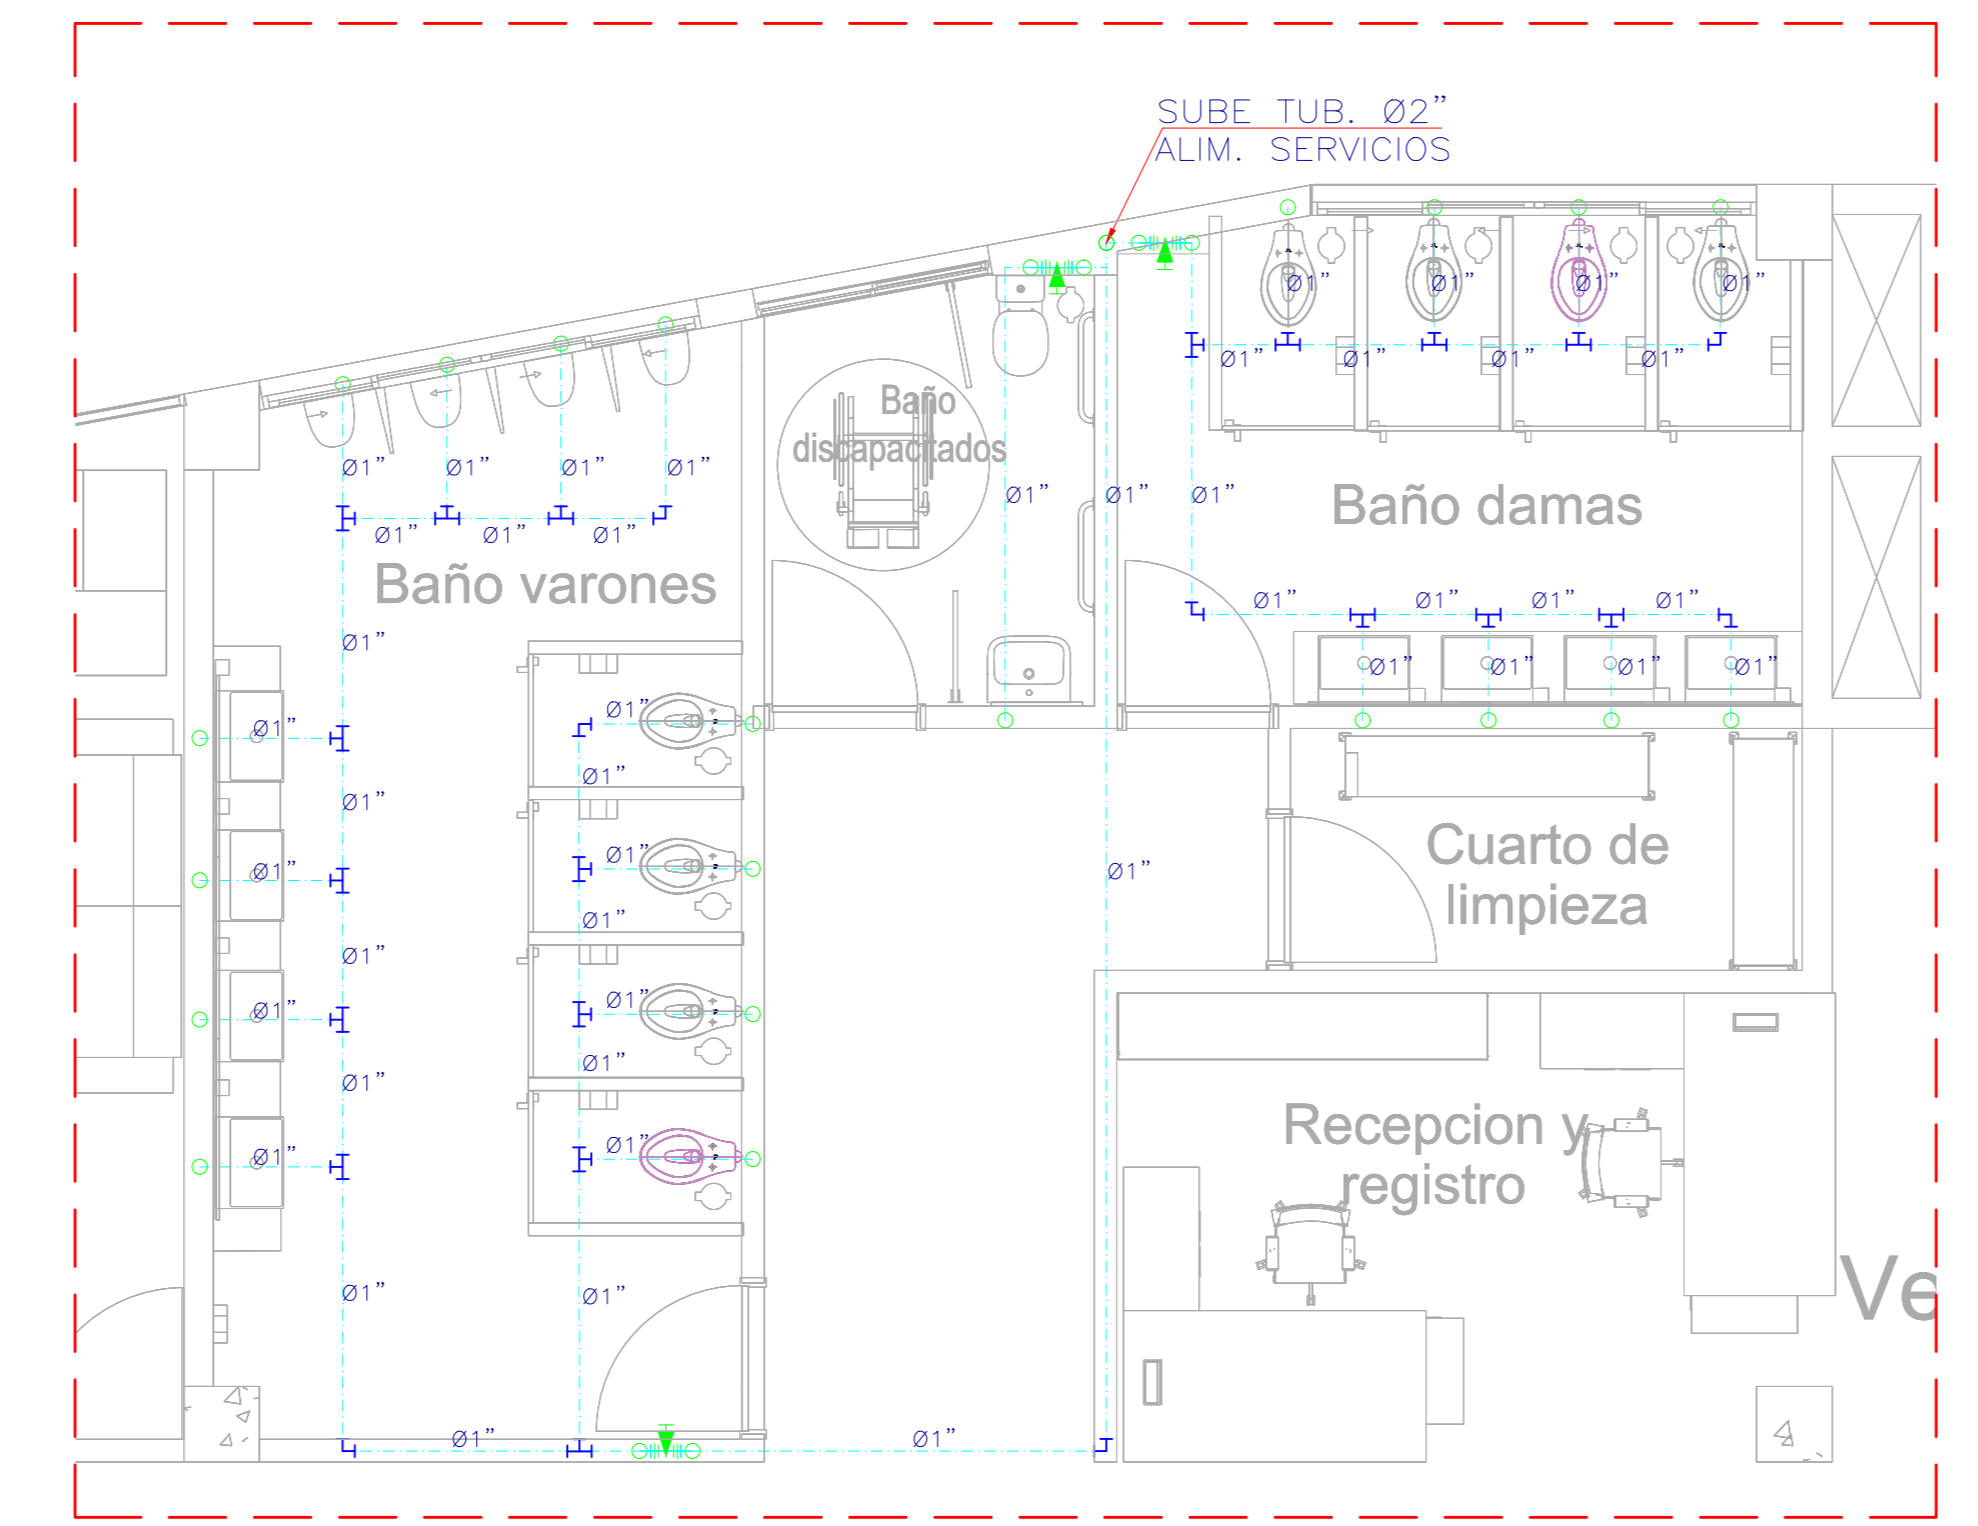 SUBE TUB. Ø2”
ALIM. SERVICIOS
Ø1” Ø1” Ø1” Ø1”
Ø1” Ø1” Ø1” Ø1”
Baño
discapacitados
Ø1” Ø1” Ø1” Ø1”
Ø1” Ø1” Ø1”
Baño damas
Ø1” Ø1” Ø1”
Baño varones
Ø1” Ø1” Ø1” Ø1”
Ø1”
Ø1” Ø1” Ø1” Ø1”
Ø1”
Ø1”
Ø1”
Ø1”
Ø1”
Cuarto de
limpieza
Ø1”
Ø1”
Ø1”
Ø1”
Ø1”
Ø1”
Ø1”
Ø1”
Ø1”
Recepcion y
registro
Ø1”
Ø1”
Ø1”
Ø1”
Ve
Ø1”
Ø1”